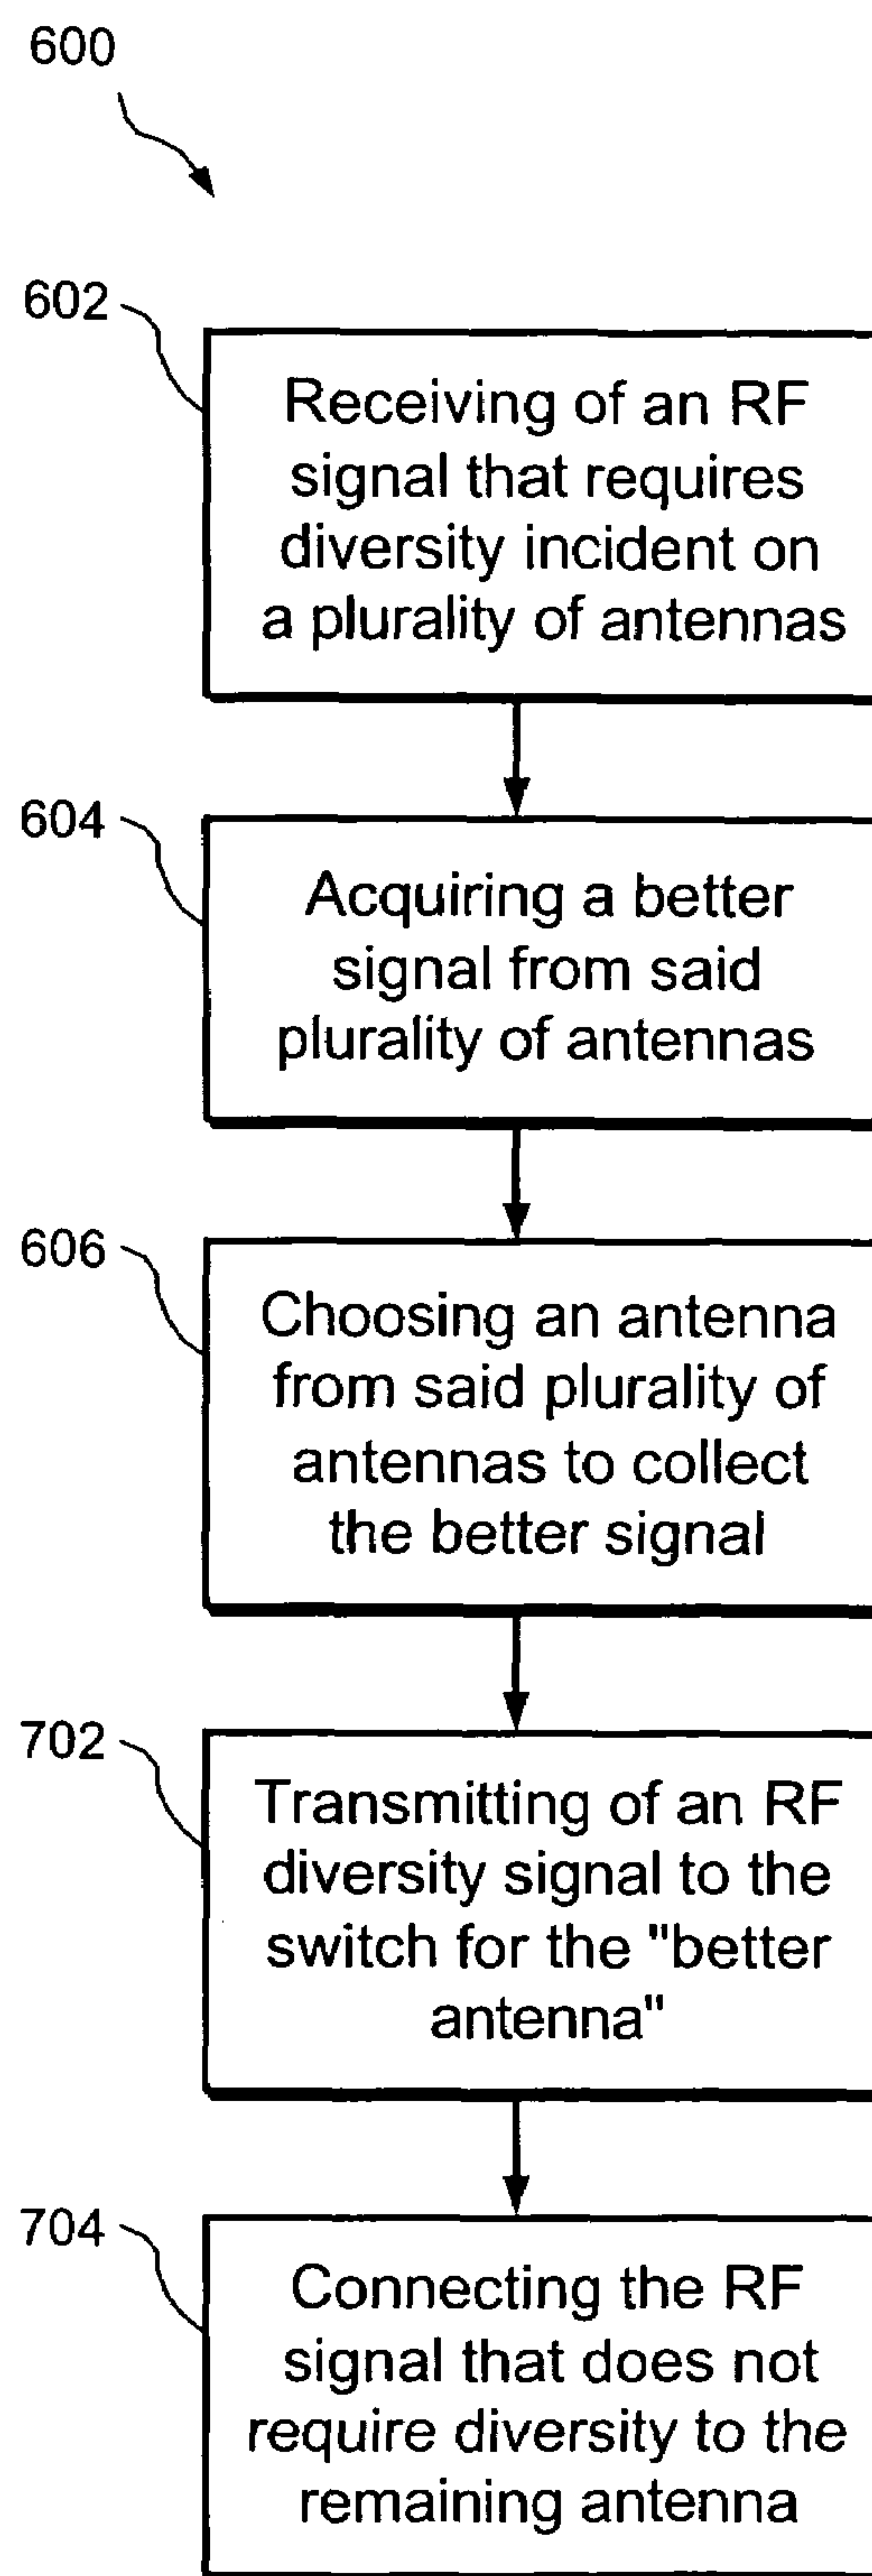 600
602
Receiving of an RF
signal that requires
diversity incident on
a plurality of antennas
604
Acquiring a better
signal from said
plurality of antennas
606
Choosing an antenna
from said plurality of
antennas to collect
the better signal
702
Transmitting of an RF
diversity signal to the
switch for the "better
antenna"
704
Connecting the RF
signal that does not
require diversity to the
remaining antenna